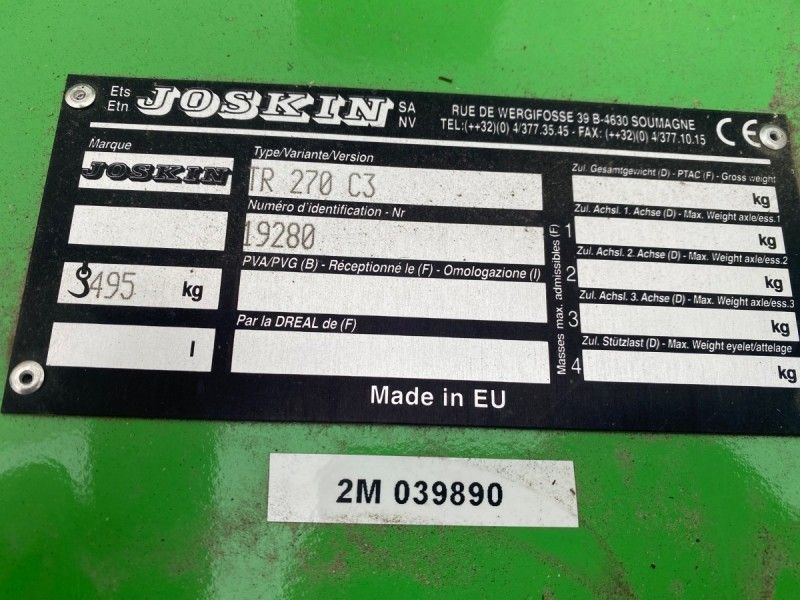 Ets
Etn JOSKIN SA
NV
RUE DE WERGIFOSSE 39 B-4630 SOUMAGNE
TEL:(++32)(0) 4/377.35.45 - FAX: (++32)(0) 4/377.10.15
CE
Marque
JOSKIN
495 kg
l
Type/Variante/Version
TR 270 C3
Numéro d'identification - Nr
19280
PVA/PVG (B) - Réceptionné le (F) - Omologazione (I)
Par la DREAL de (F)
Masses max. admissibles (F)
Zul. Gesamtgewicht (D) - PTAC (F) - Gross weight
kg
Zul. Achsl. 1. Achse (D) - Max. Weight axle/ess.1
1 kg
Zul. Achsl. 2. Achse (D) - Max. Weight axle/ess.2
2 kg
Zul. Achsl. 3. Achse (D) - Max. Weight axle/ess.3
3 kg
Zul. Stützlast (D) - Max. Weight eyelet/attelage
4 kg
Made in EU
2M 039890